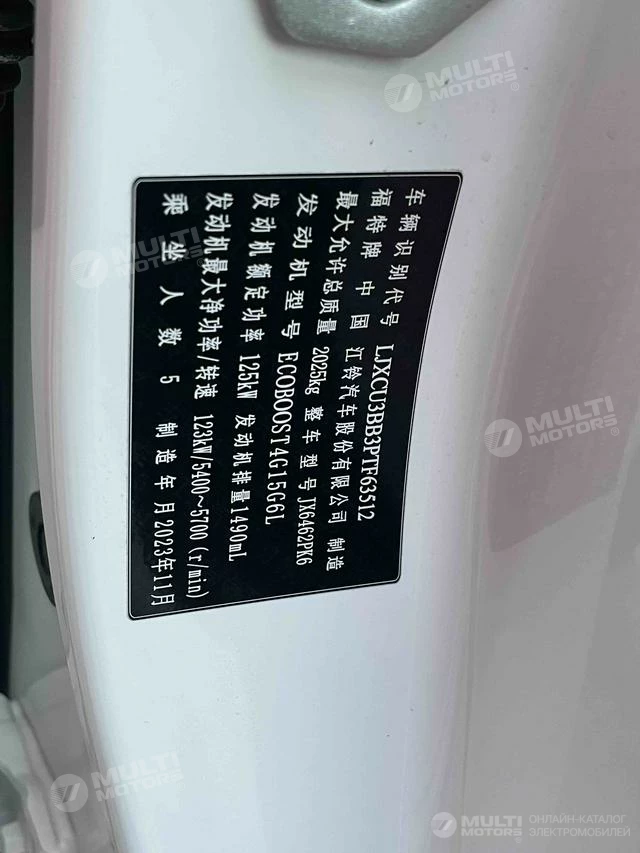 车辆识别代号 LJXCU3BB3PTF63512
福特牌 中国 江铃汽车股份有限公司 制造
最大允许总质量 2025kg 整车型号 JX6462PK6
发动机型号 ECOBOOST4G15G6L
发动机额定功率 125kW 发动机排量1490mL
发动机最大净功率/转速 123kW/5400~5700 (r/min)
乘坐人数 5 制造年月 2023年11月
MULTI MOTORS®
MULTI MOTORS®
MULTI MOTORS®
MULTI MOTORS
MULTI MOTORS®
MULTI MOTORS® ОНЛАЙН-КАТАЛОГ ЭЛЕКТРОМОБИЛЕЙ